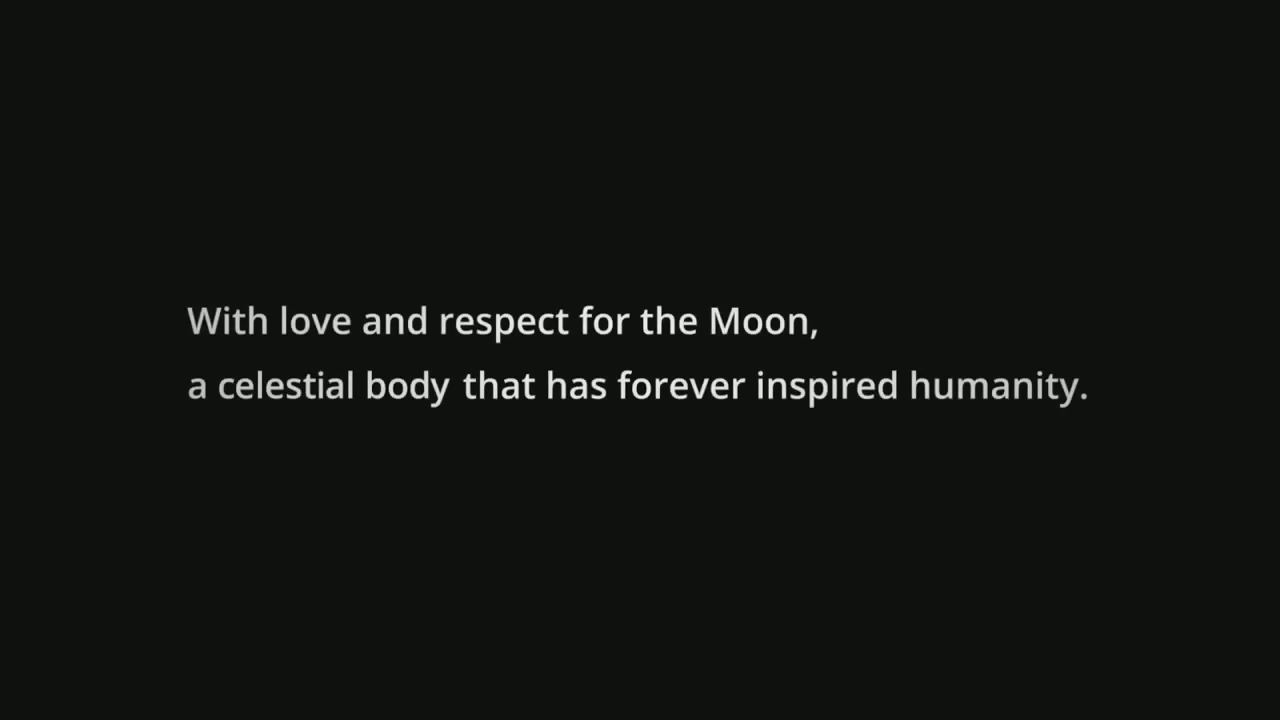 With love and respect for the Moon,
a celestial body that has forever inspired humanity.